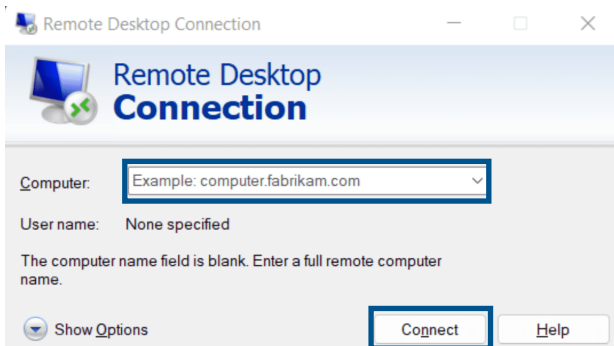 Remote Desktop Connection
Remote Desktop
Connection
Computer:
Example: computer.fabrikam.com
User name: None specified
The computer name field is blank. Enter a full remote computer
name.
Show Options
Connect
Help